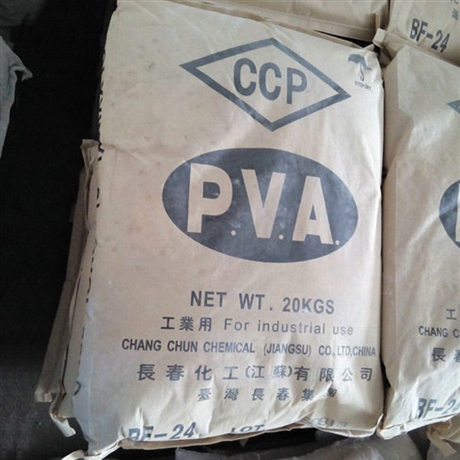 CCP
P.V.A.
NET WT. 20KGS
工業用 For industrial use
CHANG CHUN CHEMICAL (JIANGSU) CO.,LTD,CHINA
長春化工(江蘇)有限公司
臺灣長春集團
BF-24 LOT
BF-24
CHANG
長春
BF-24